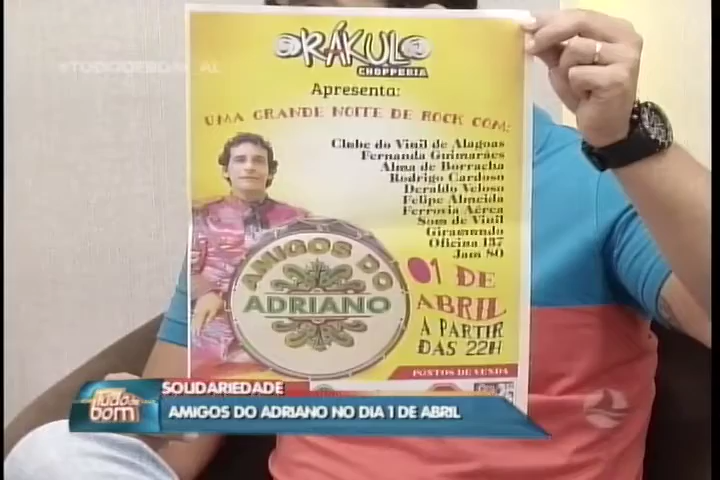 #TUDODEBOM_AL
RÁKULO
CHOPPERIA
Apresenta:
UMA GRANDE NOITE DE ROCK COM:
Clube do Vinil de Alagoas
Fernanda Guimarães
Alma de Borracha
Rodrigo Cardoso
Deraldo Veloso
Felipe Almeida
Ferrovia Aérea
Som de Vinil
Giramundo
Oficina 137
Jam 80
AMIGOS DO
ADRIANO
01 DE
ABRIL
A PARTIR
DAS 22H
PONTOS DE VENDA
SOLIDARIEDADE
tudo de
bom
AMIGOS DO ADRIANO NO DIA 1 DE ABRIL